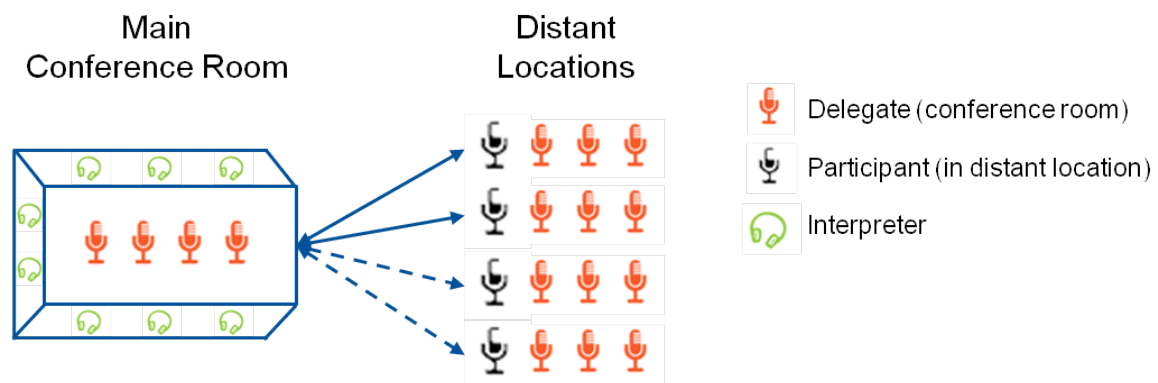 Main
Conference Room
Distant
Locations
Delegate (conference room)
Participant (in distant location)
Interpreter